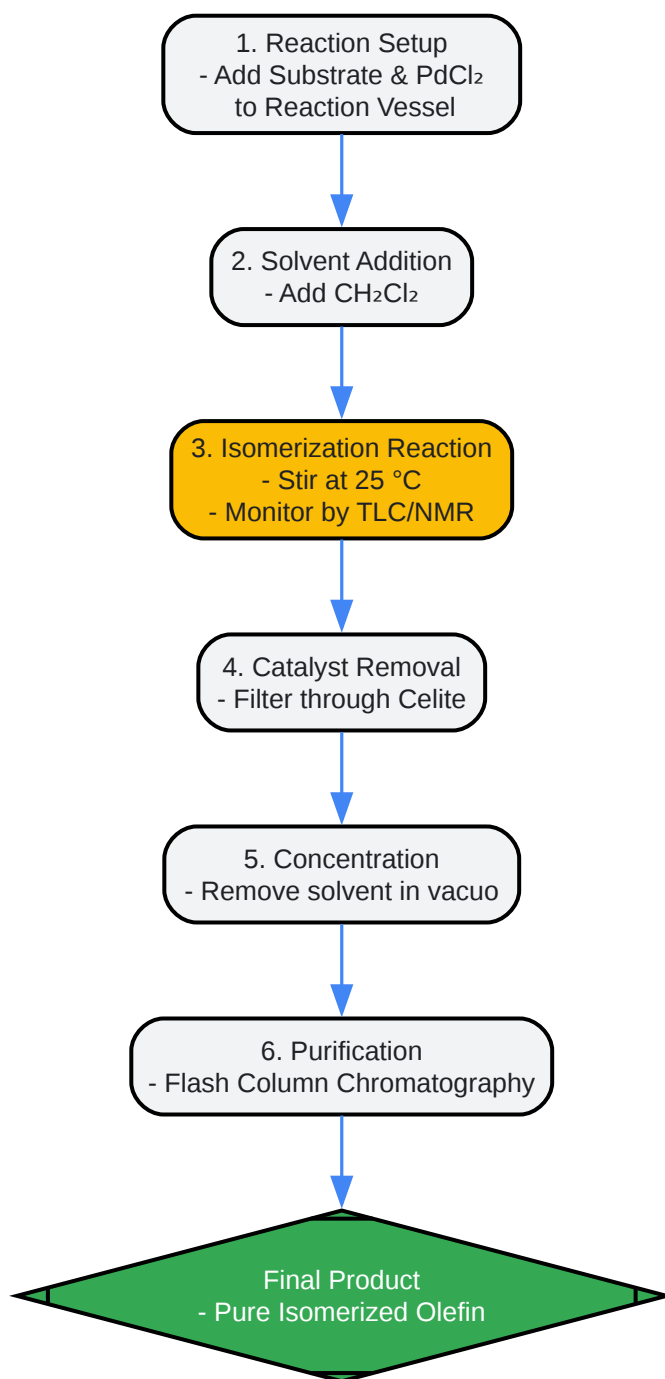 1. Reaction Setup
- Add Substrate & PdCl₂
to Reaction Vessel
2. Solvent Addition
- Add CH₂Cl₂
3. Isomerization Reaction
- Stir at 25 °C
- Monitor by TLC/NMR
4. Catalyst Removal
- Filter through Celite
5. Concentration
- Remove solvent in vacuo
6. Purification
- Flash Column Chromatography
Final Product
- Pure Isomerized Olefin